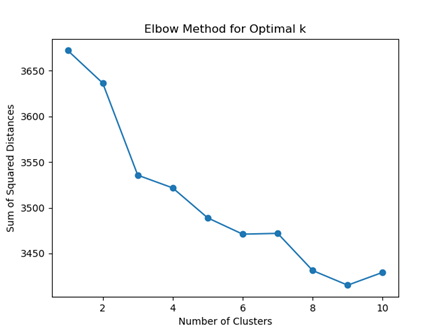 Elbow Method for Optimal k
Sum of Squared Distances
3650
3600
3550
3500
3450
2 4 6 8 10
Number of Clusters